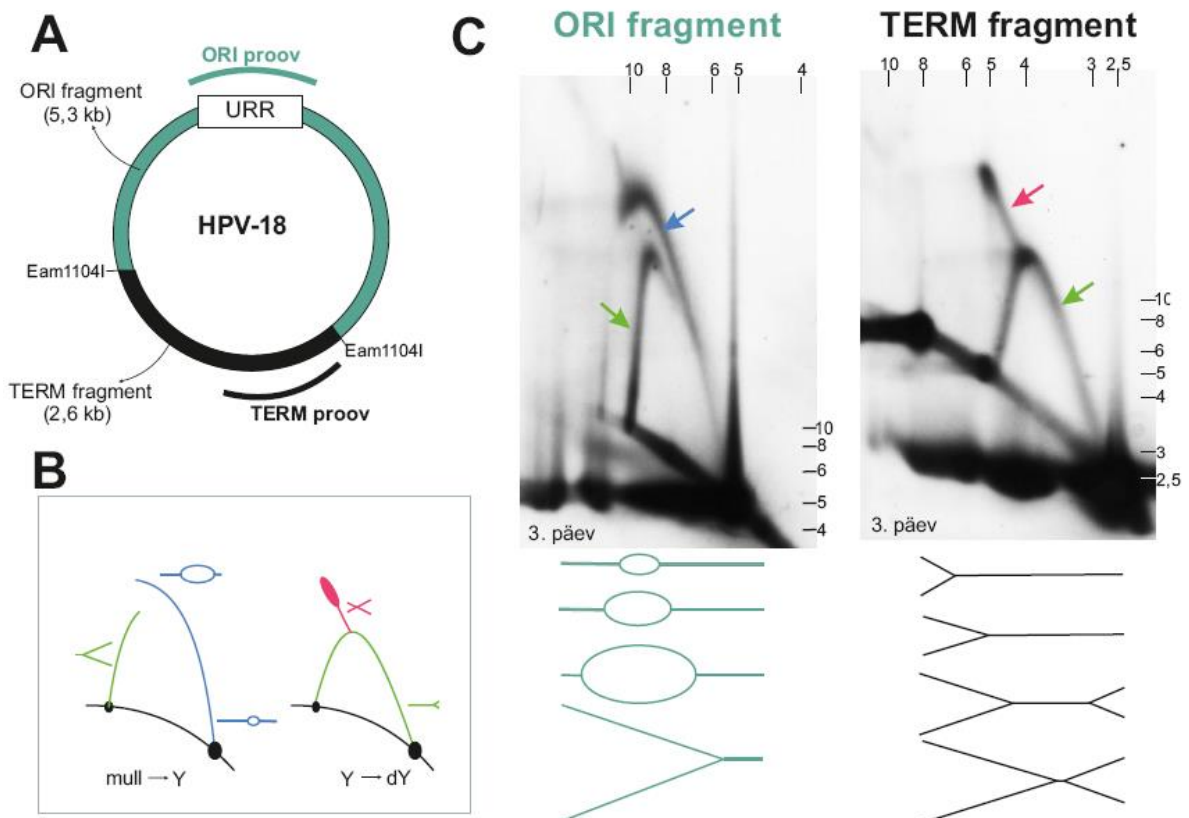 A
ORI proov
ORI fragment
(5,3 kb)
URR
HPV-18
Eam1104I
Eam1104I
TERM fragment
(2,6 kb)
TERM proov
B
mull → Y
Y → dY
C
ORI fragment
10 8 6 5 4
10
8
6
5
4
3. päev
TERM fragment
10 8 6 5 4 3 2,5
10
8
6
5
4
3
2,5
3. päev